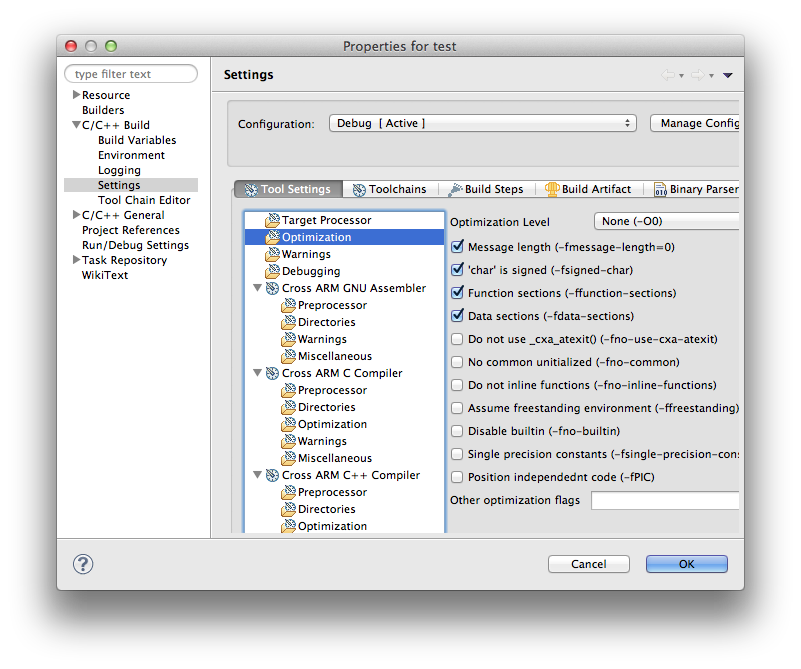 Properties for test
type filter text
Resource
Builders
C/C++ Build
Build Variables
Environment
Logging
Settings
Tool Chain Editor
C/C++ General
Project References
Run/Debug Settings
Task Repository
WikiText
Settings
Configuration:
Debug [ Active ]
Manage Config
Tool Settings
Toolchains
Build Steps
Build Artifact
Binary Parser
Target Processor
Optimization
Warnings
Debugging
Cross ARM GNU Assembler
Preprocessor
Directories
Warnings
Miscellaneous
Cross ARM C Compiler
Preprocessor
Directories
Optimization
Warnings
Miscellaneous
Cross ARM C++ Compiler
Preprocessor
Directories
Optimization
Optimization Level
None (-O0)
Message length (-fmessage-length=0)
'char' is signed (-fsigned-char)
Function sections (-ffunction-sections)
Data sections (-fdata-sections)
Do not use _cxa_atexit() (-fno-use-cxa-atexit)
No common unitialized (-fno-common)
Do not inline functions (-fno-inline-functions)
Assume freestanding environment (-ffreestanding)
Disable builtin (-fno-builtin)
Single precision constants (-fsingle-precision-cons
Position independednt code (-fPIC)
Other optimization flags
?
Cancel
OK